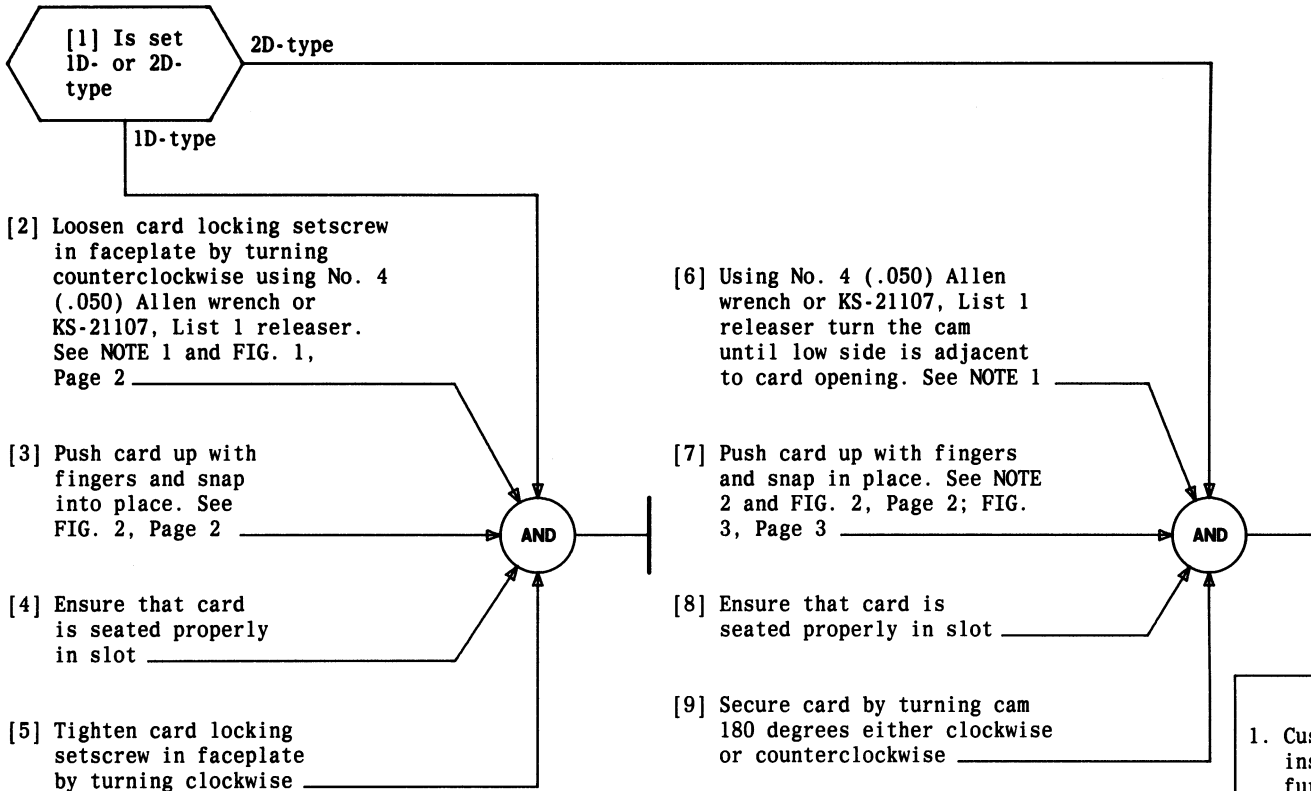 [1] Is set
1D- or 2D-
type
2D-type
1D-type
[2] Loosen card locking setscrew
in faceplate by turning
counterclockwise using No. 4
(.050) Allen wrench or
KS-21107, List 1 releaser.
See NOTE 1 and FIG. 1,
Page 2
[3] Push card up with
fingers and snap
into place. See
FIG. 2, Page 2
AND
[4] Ensure that card
is seated properly
in slot
[5] Tighten card locking
setscrew in faceplate
by turning clockwise
[6] Using No. 4 (.050) Allen
wrench or KS-21107, List 1
releaser turn the cam
until low side is adjacent
to card opening. See NOTE 1
[7] Push card up with fingers
and snap in place. See NOTE
2 and FIG. 2, Page 2; FIG.
3, Page 3
AND
[8] Ensure that card is
seated properly in slot
[9] Secure card by turning cam
180 degrees either clockwise
or counterclockwise
1.